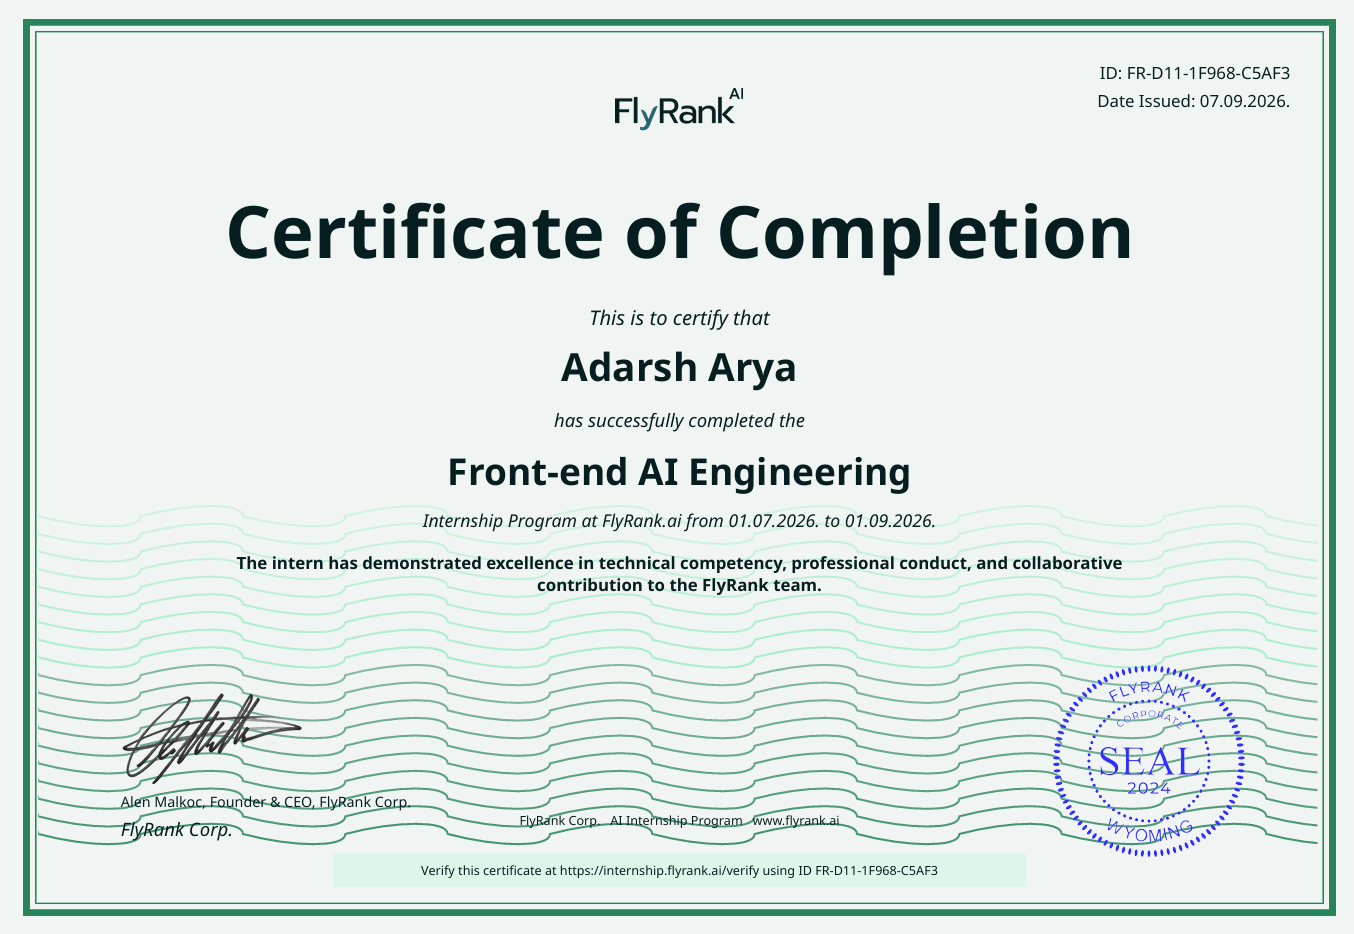 ID: FR-D11-1F968-C5AF3
Date Issued: 07.09.2026.
FlyRank AI
Certificate of Completion
This is to certify that
Adarsh Arya
has successfully completed the
Front-end AI Engineering
Internship Program at FlyRank.ai from 01.07.2026. to 01.09.2026.
The intern has demonstrated excellence in technical competency, professional conduct, and collaborative
contribution to the FlyRank team.
FLYRANK
CORPORATE
SEAL
2024
WYOMING
Alen Malkoc, Founder & CEO, FlyRank Corp.
FlyRank Corp.
FlyRank Corp. AI Internship Program www.flyrank.ai
Verify this certificate at https://internship.flyrank.ai/verify using ID FR-D11-1F968-C5AF3